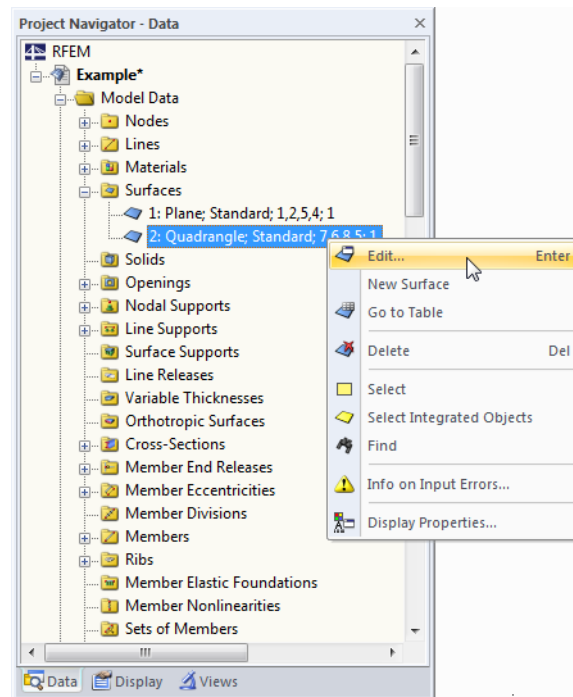 Project Navigator - Data
RFEM
Example*
Model Data
Nodes
Lines
Materials
Surfaces
1: Plane; Standard; 1,2,5,4; 1
2: Quadrangle; Standard; 7,6,8,5; 1
Edit... Enter
New Surface
Go to Table
Delete Del
Select
Select Integrated Objects
Find
Info on Input Errors...
Display Properties...
Solids
Openings
Nodal Supports
Line Supports
Surface Supports
Line Releases
Variable Thicknesses
Orthotropic Surfaces
Cross-Sections
Member End Releases
Member Eccentricities
Member Divisions
Members
Ribs
Member Elastic Foundations
Member Nonlinearities
Sets of Members
Data Display Views